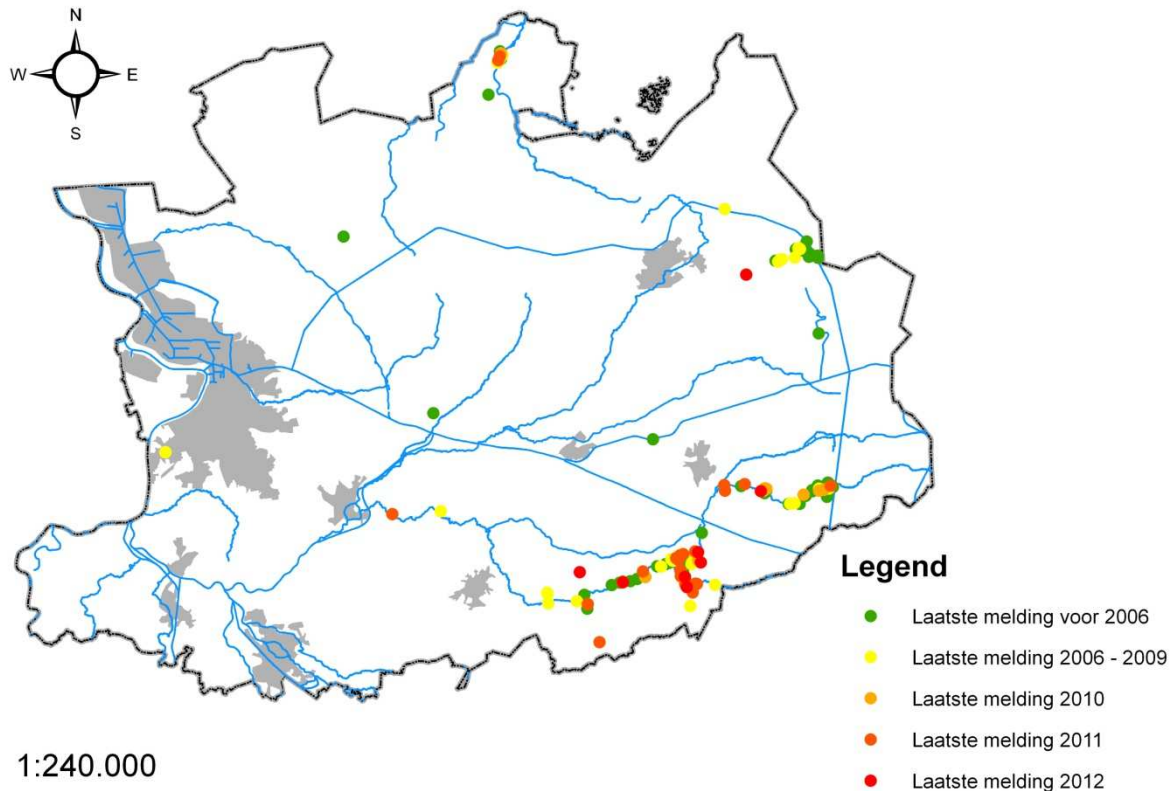 N
W E
S
Legend
Laatste melding voor 2006
Laatste melding 2006 - 2009
Laatste melding 2010
Laatste melding 2011
Laatste melding 2012
1:240.000